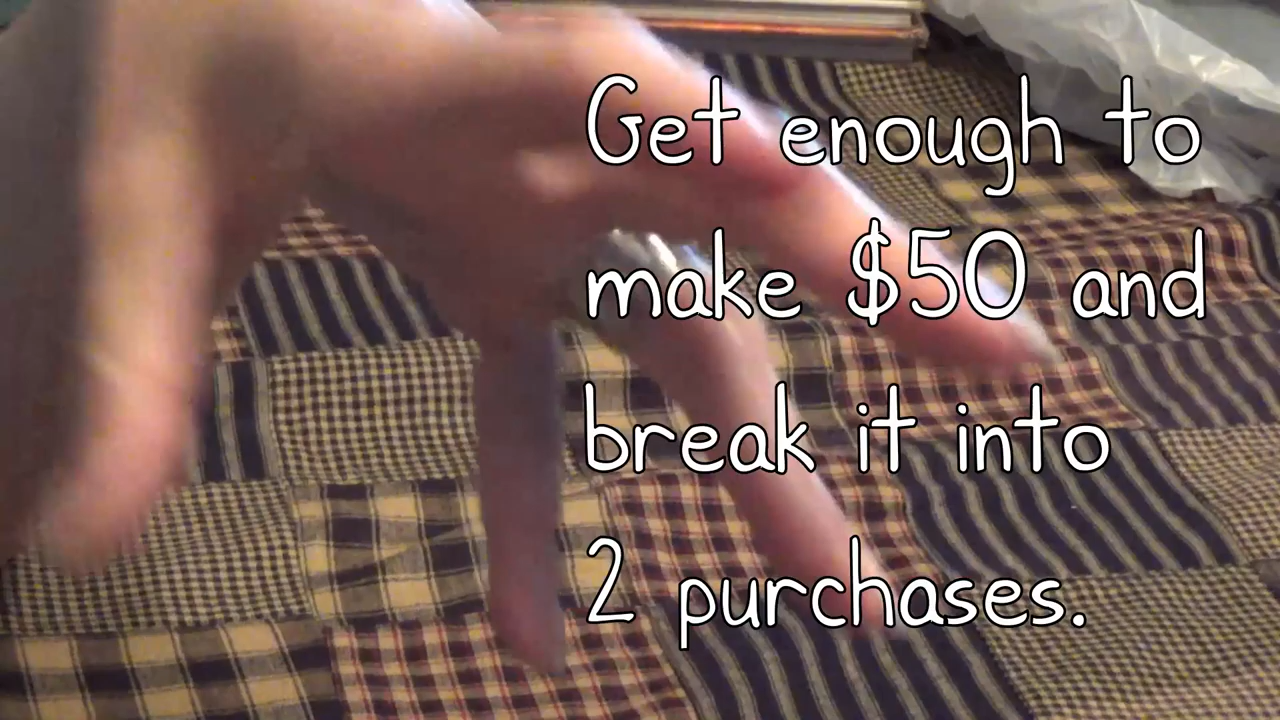 Get enough to
make $50 and
break it into
2 purchases.